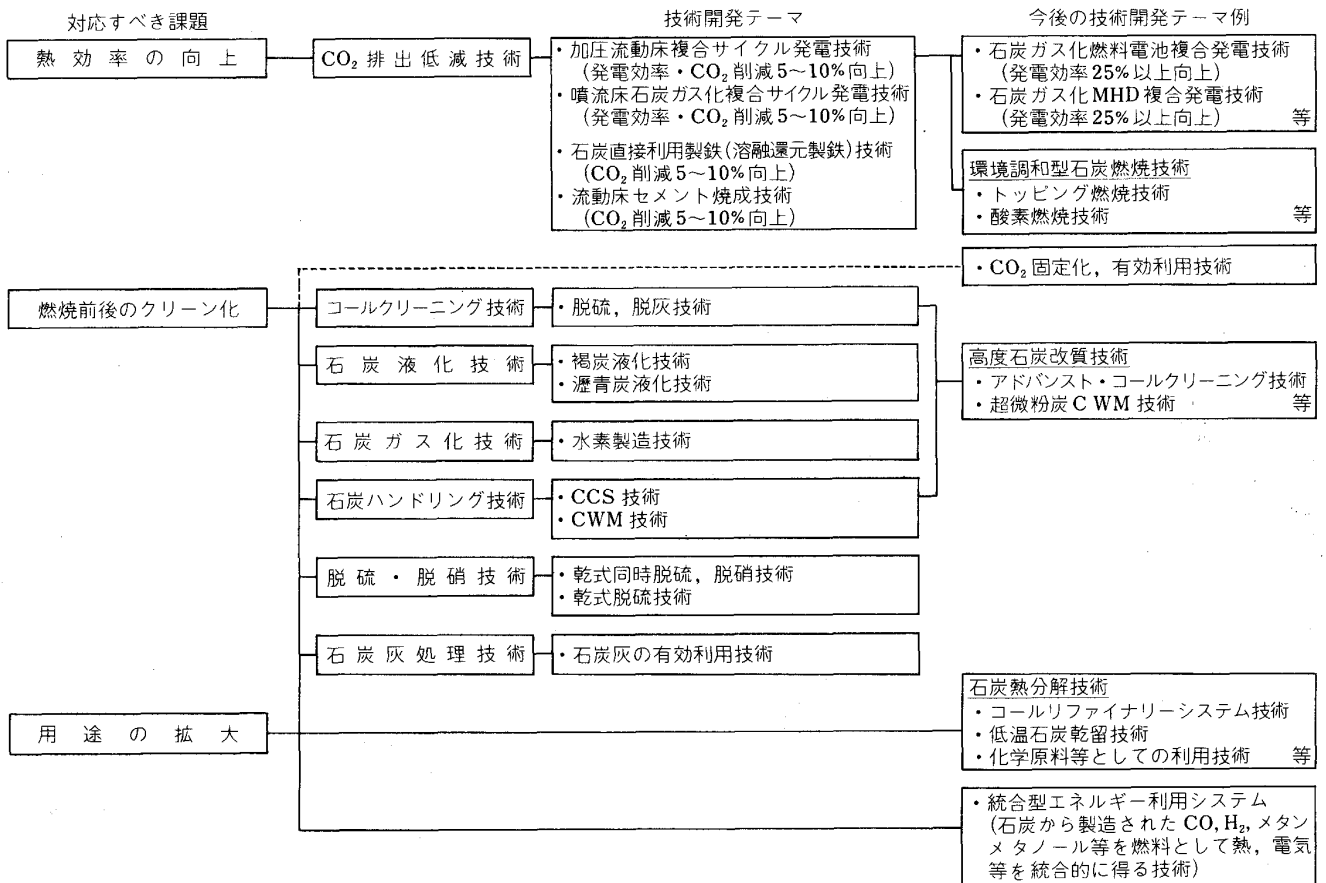 対応すべき課題
技術開発テーマ
今後の技術開発テーマ例
熱効率の向上
CO₂排出低減技術
・加圧流動床複合サイクル発電技術
(発電効率・CO₂削減5~10%向上)
・噴流床石炭ガス化複合サイクル発電技術
(発電効率・CO₂削減5~10%向上)
・石炭直接利用製鉄(溶融還元製鉄)技術
(CO₂削減5~10%向上)
・流動床セメント焼成技術
(CO₂削減5~10%向上)
・石炭ガス化燃料電池複合発電技術
(発電効率25%以上向上)
・石炭ガス化MHD複合発電技術
(発電効率25%以上向上) 等
環境調和型石炭燃焼技術
・トッピング燃焼技術
・酸素燃焼技術 等
・CO₂固定化,有効利用技術
燃焼前後のクリーン化
コールクリーニング技術
・脱硫,脱灰技術
石炭液化技術
・褐炭液化技術
・瀝青炭液化技術
石炭ガス化技術
・水素製造技術
石炭ハンドリング技術
・CCS技術
・CWM技術
高度石炭改質技術
・アドバンスト・コールクリーニング技術
・超微粉炭CWM技術 等
脱硫・脱硝技術
・乾式同時脱硫,脱硝技術
・乾式脱硫技術
石炭灰処理技術
・石炭灰の有効利用技術
用途の拡大
石炭熱分解技術
・コールリファイナリーシステム技術
・低温石炭乾留技術
・化学原料等としての利用技術 等
・統合型エネルギー利用システム
(石炭から製造されたCO,H₂,メタン
メタノール等を燃料として熱,電気
等を統合的に得る技術)